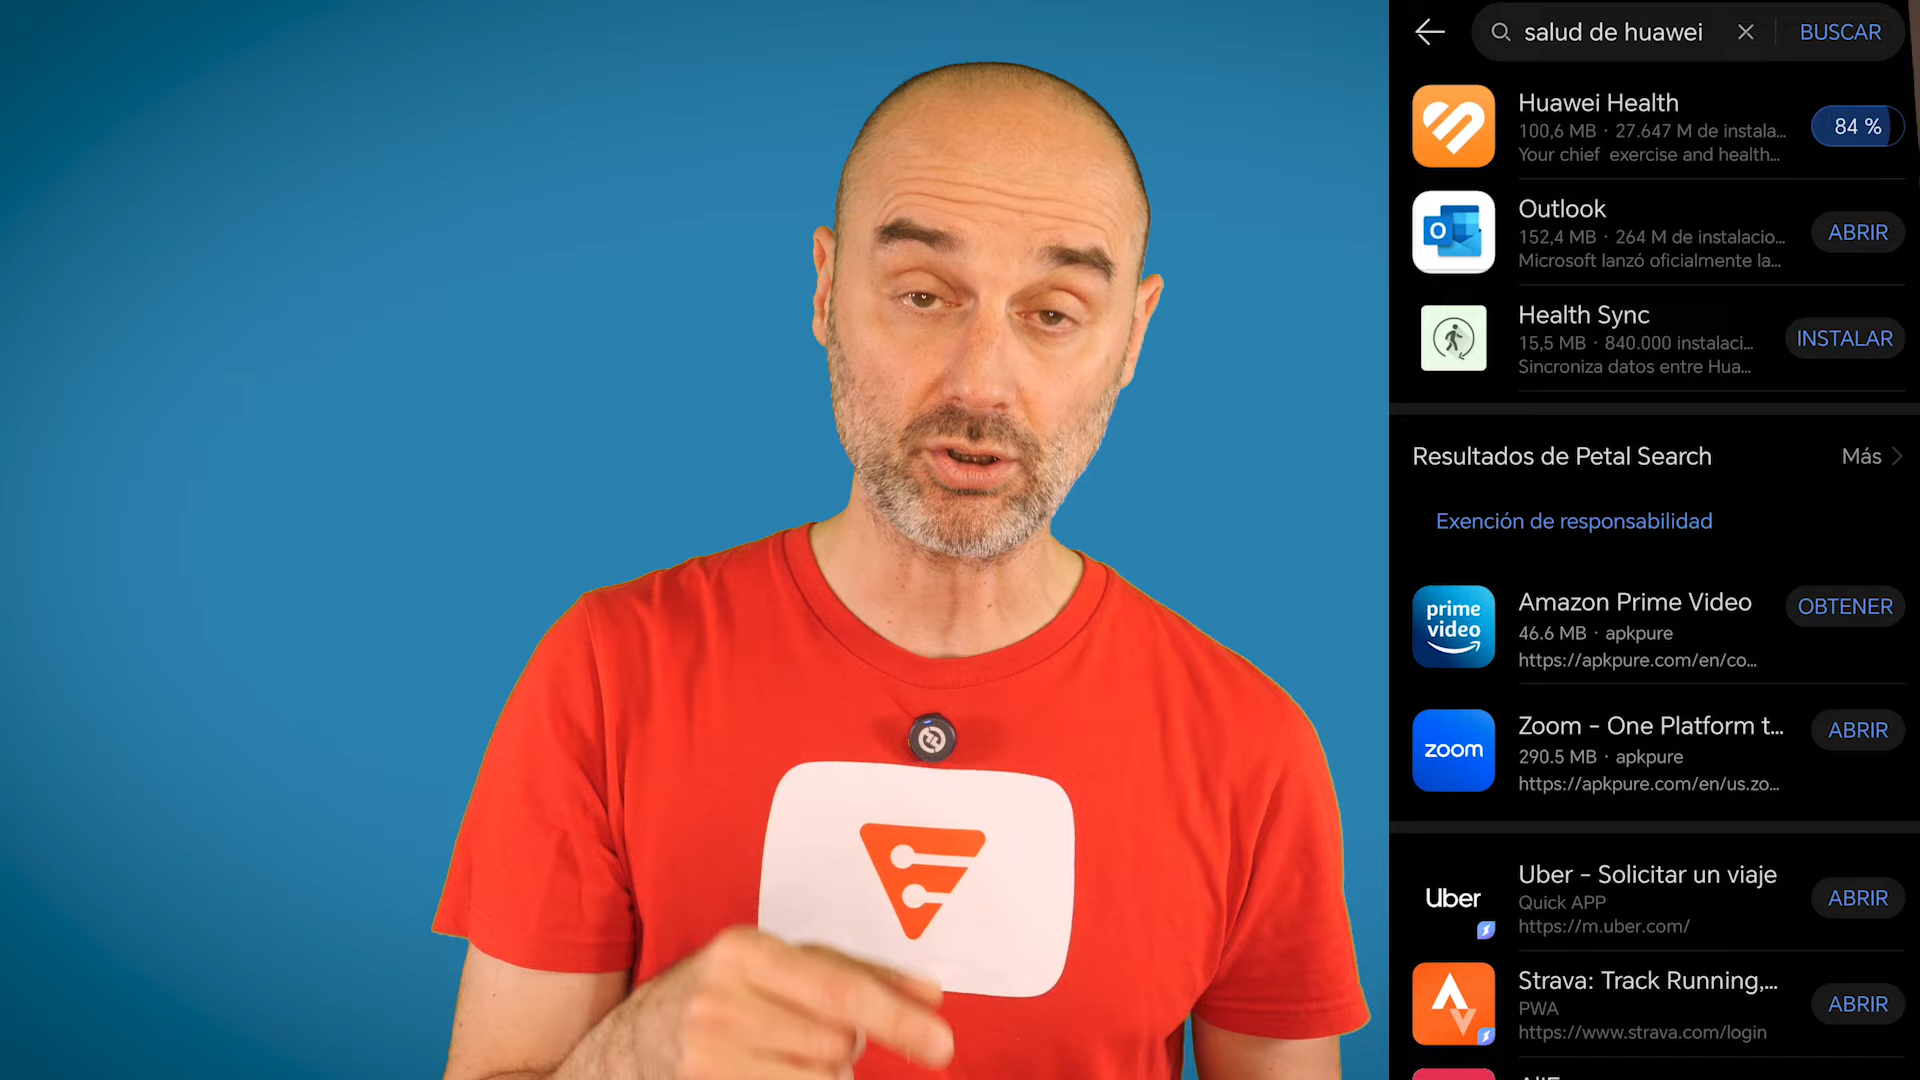 salud de huawei
BUSCAR
Huawei Health
100,6 MB · 27.647 M de instala...
Your chief exercise and health...
84 %
Outlook
152,4 MB · 264 M de instalacio...
Microsoft lanzó oficialmente la...
ABRIR
Health Sync
15,5 MB · 840.000 instalaci...
Sincroniza datos entre Hua...
INSTALAR
Resultados de Petal Search
Más
Exención de responsabilidad
prime
video
Amazon Prime Video
46.6 MB · apkpure
https://apkpure.com/en/co...
OBTENER
zoom
Zoom - One Platform t...
290.5 MB · apkpure
https://apkpure.com/en/us.zo...
ABRIR
Uber
Uber - Solicitar un viaje
Quick APP
https://m.uber.com/
ABRIR
Strava: Track Running,...
PWA
https://www.strava.com/login
ABRIR